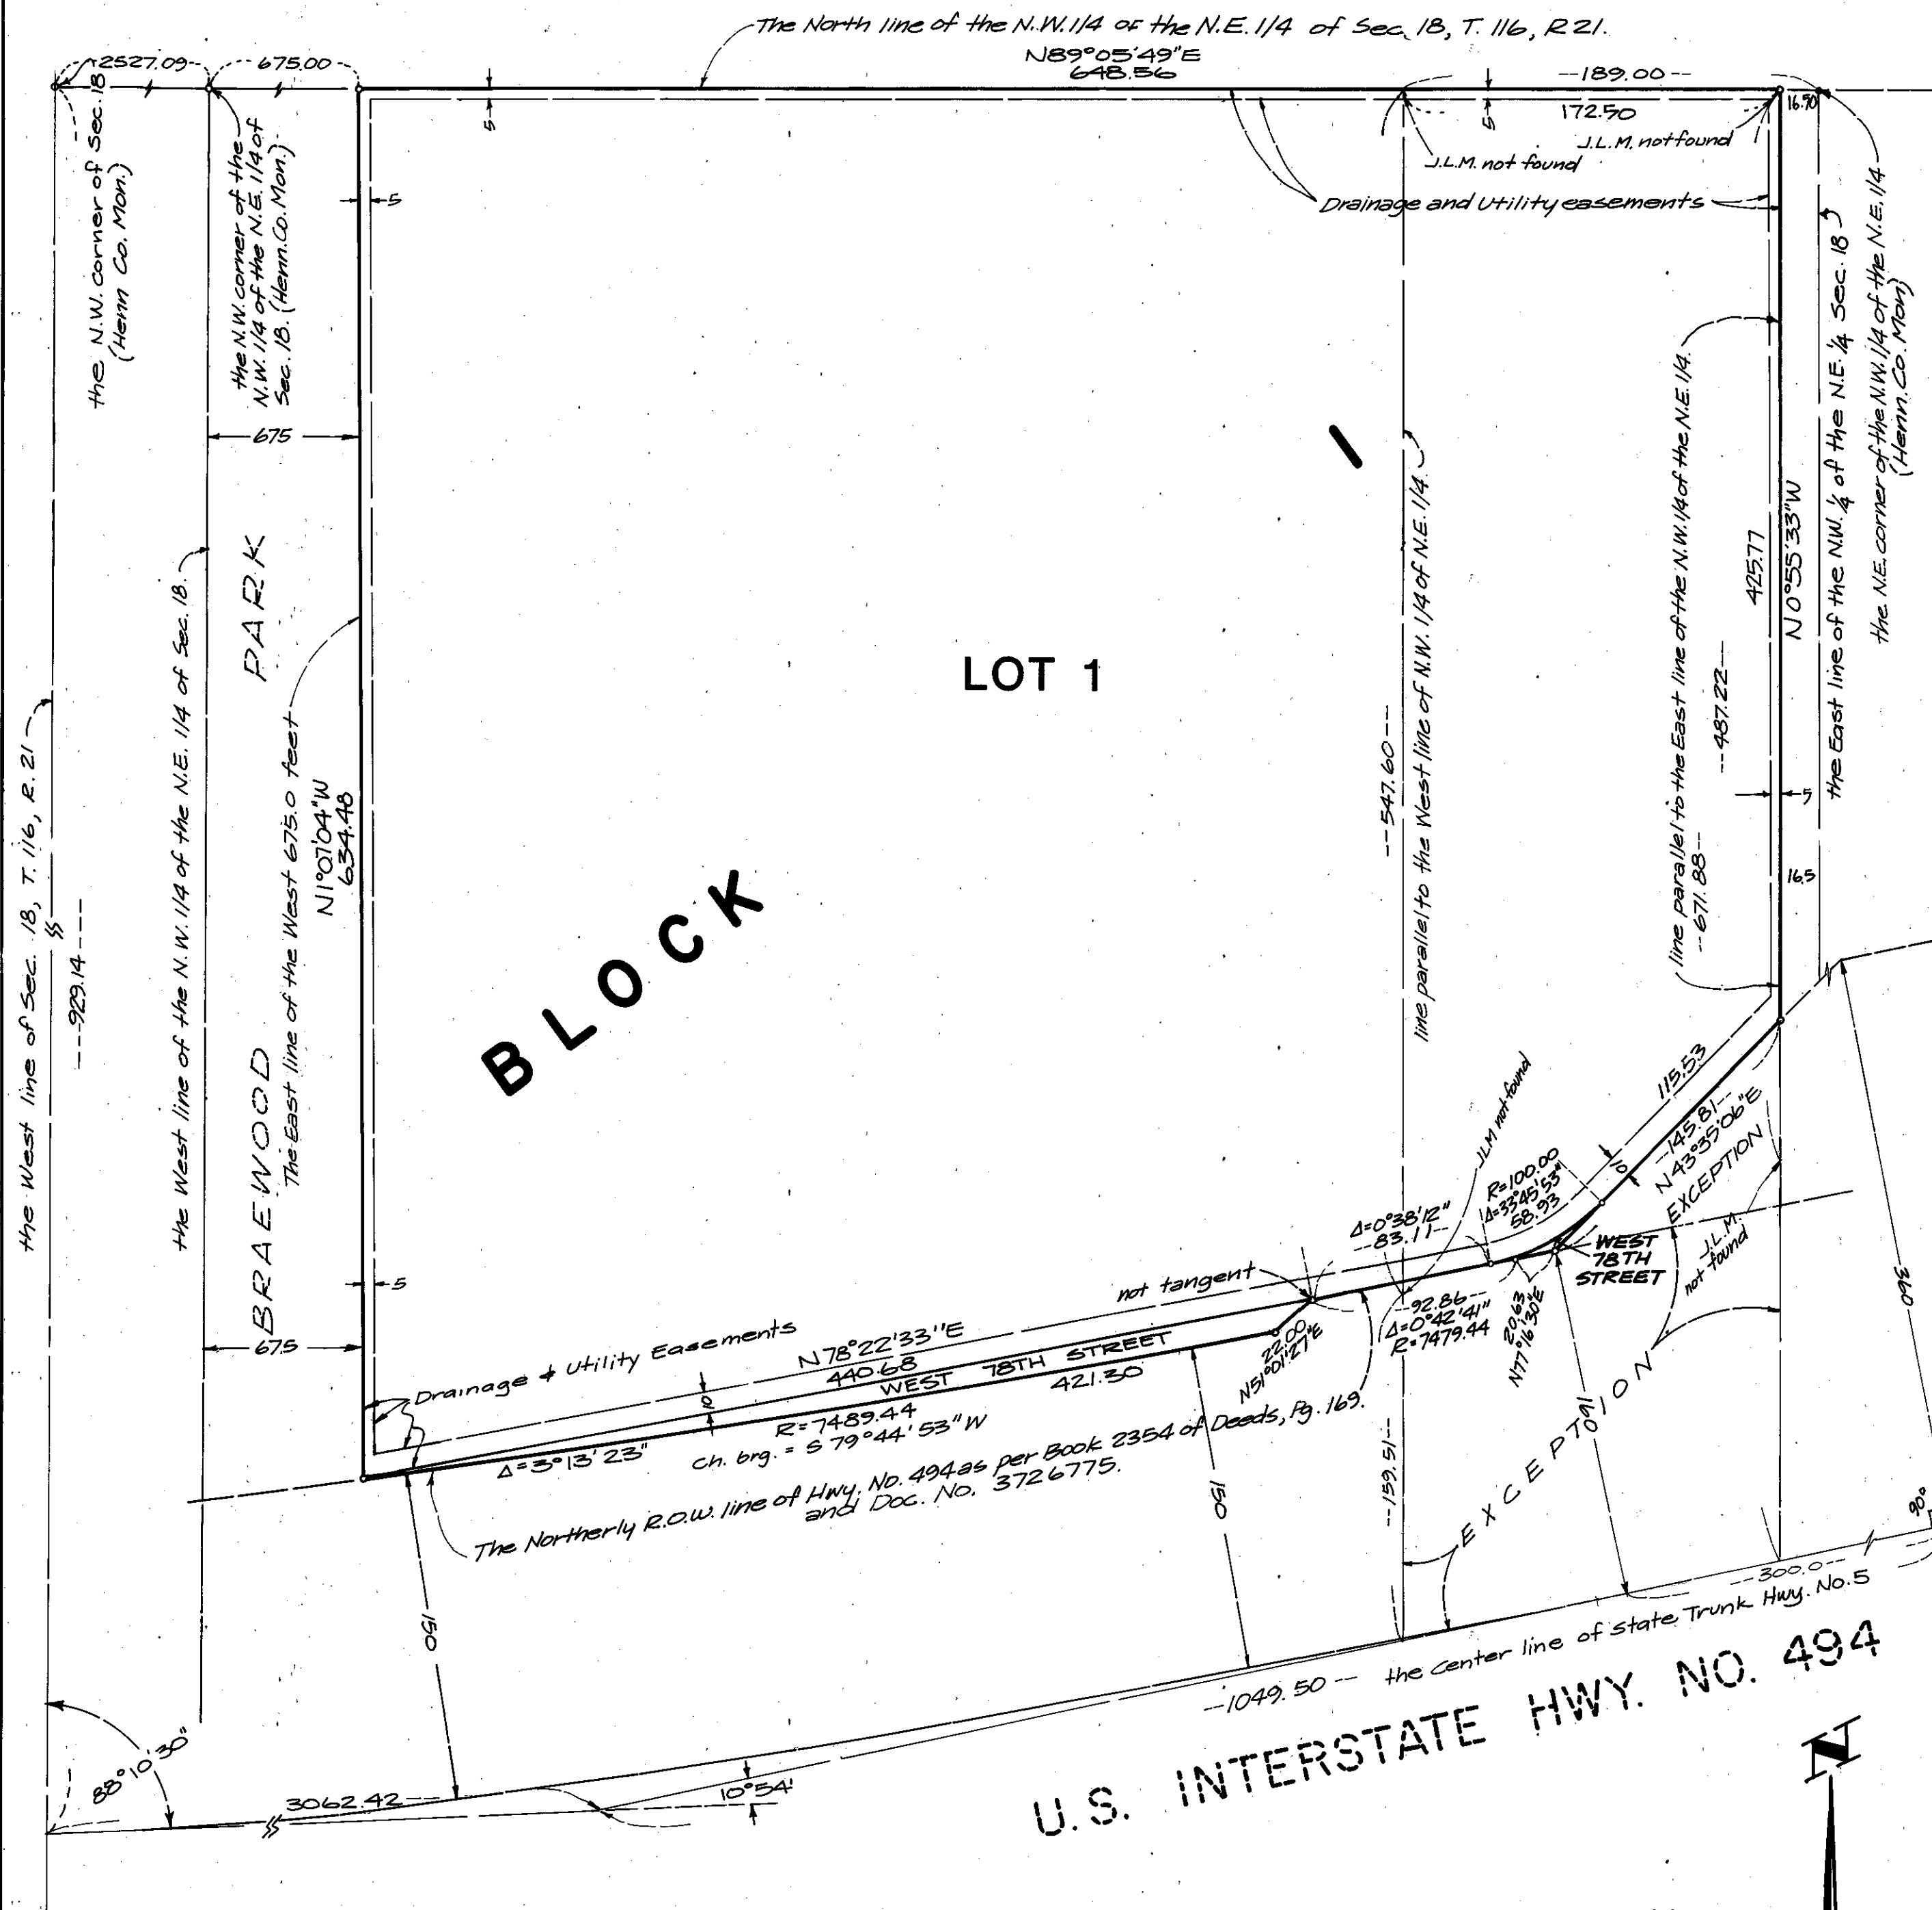 The North line of the N.W. 1/4 of the N.E. 1/4 of Sec. 18, T. 116, R 21.
N89°05'49"E
648.56
2527.09
675.00
--189.00--
172.50
16.50
5
5
J.L.M. not found
J.L.M. not found
Drainage and Utility easements
the N.W. corner of Sec. 18
(Henn Co. Mon.)
the N.W. corner of the
N.W. 1/4 of the N.E. 1/4 of
Sec. 18. (Henn. Co. Mon.)
5
675
the West line of Sec. 18, T. 116, R. 21
---929.14----
the West line of the N.W. 1/4 of the N.E. 1/4 of Sec. 18.
BRAEWOOD PARK
The East line of the West 675.0 feet
N1°07'04"W
634.48
LOT 1
BLOCK 1
--547.60--
line parallel to the West line of N.W. 1/4 of N.E. 1/4.
line parallel to the East line of the N.W. 1/4 of the N.E. 1/4.
--671.88--
--487.22--
425.77
N0°55'33"W
the East line of the N.W. 1/4 of the N.E. 1/4 Sec. 18
the N.E. corner of the N.W. 1/4 of the N.E. 1/4
(Henn. Co. Mon)
5
16.5
115.53
--145.81--
N43°35'06"E
EXCEPTION
10
J.L.M. not found
R=100.00
Δ=33°45'53"
58.93
Δ=0°38'12"
--83.11--
WEST
78TH
STREET
J.L.M.
not found
not tangent
5
675
Drainage & Utility Easements
N78°22'33"E
440.68
WEST 78TH STREET
421.30
10
22.00
N51°01'27"E
--92.86--
Δ=0°42'41"
R=7479.44
20.63
N77°16'30"E
R=7489.44
Δ=3°13'23"
Ch. brg. = S79°44'53"W
The Northerly R.O.W. line of Hwy. No. 494 as per Book 2354 of Deeds, Pg. 169.
and Doc. No. 3726775.
150
150
--159.51--
160
EXCEPTION
360
90°
--300.0--
--1049.50--
the center line of State Trunk Hwy. No. 5
U.S. INTERSTATE HWY. NO. 494
88°10'30"
3062.42--
10°54'
N